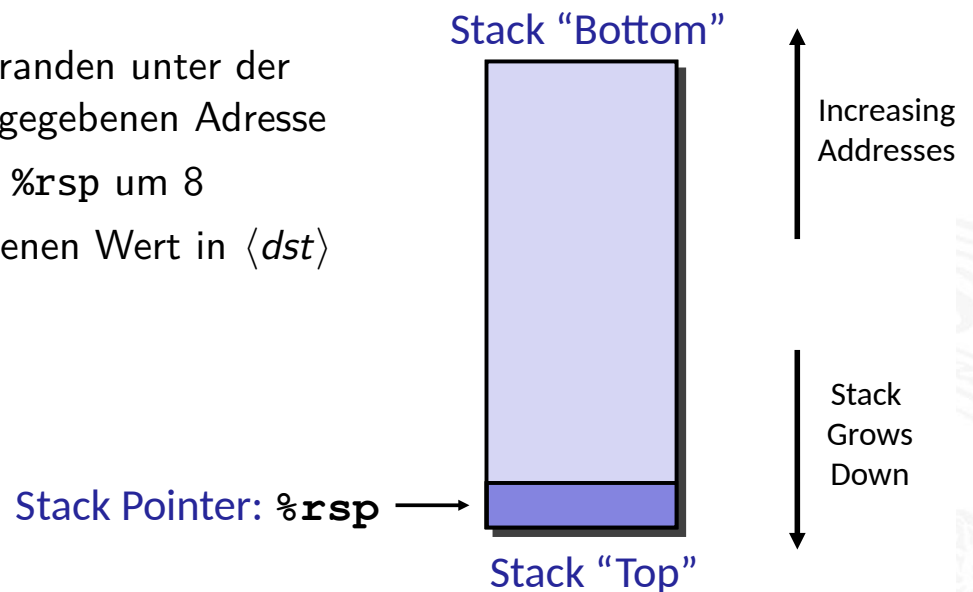 Stack “Bottom”
randen unter der
gegebenen Adresse
%rsp um 8
enen Wert in ⟨dst⟩
Increasing
Addresses
Stack
Grows
Down
Stack Pointer: %rsp
Stack “Top”